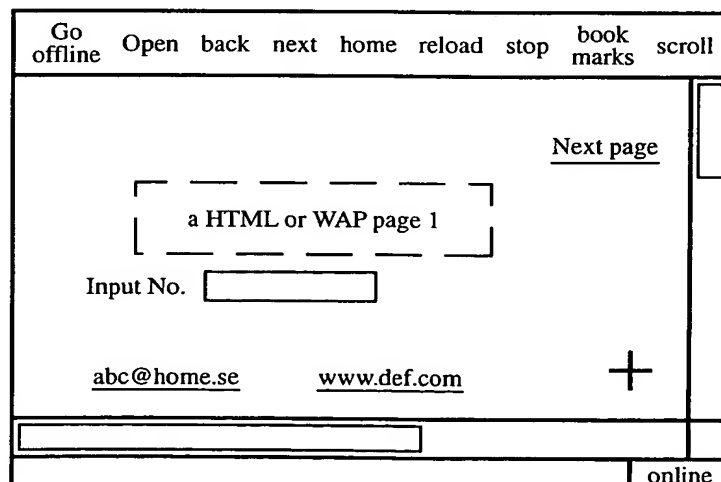 Go offline Open back next home reload stop book marks scroll
Next page
a HTML or WAP page 1
Input No.
abc@home.se www.def.com
online